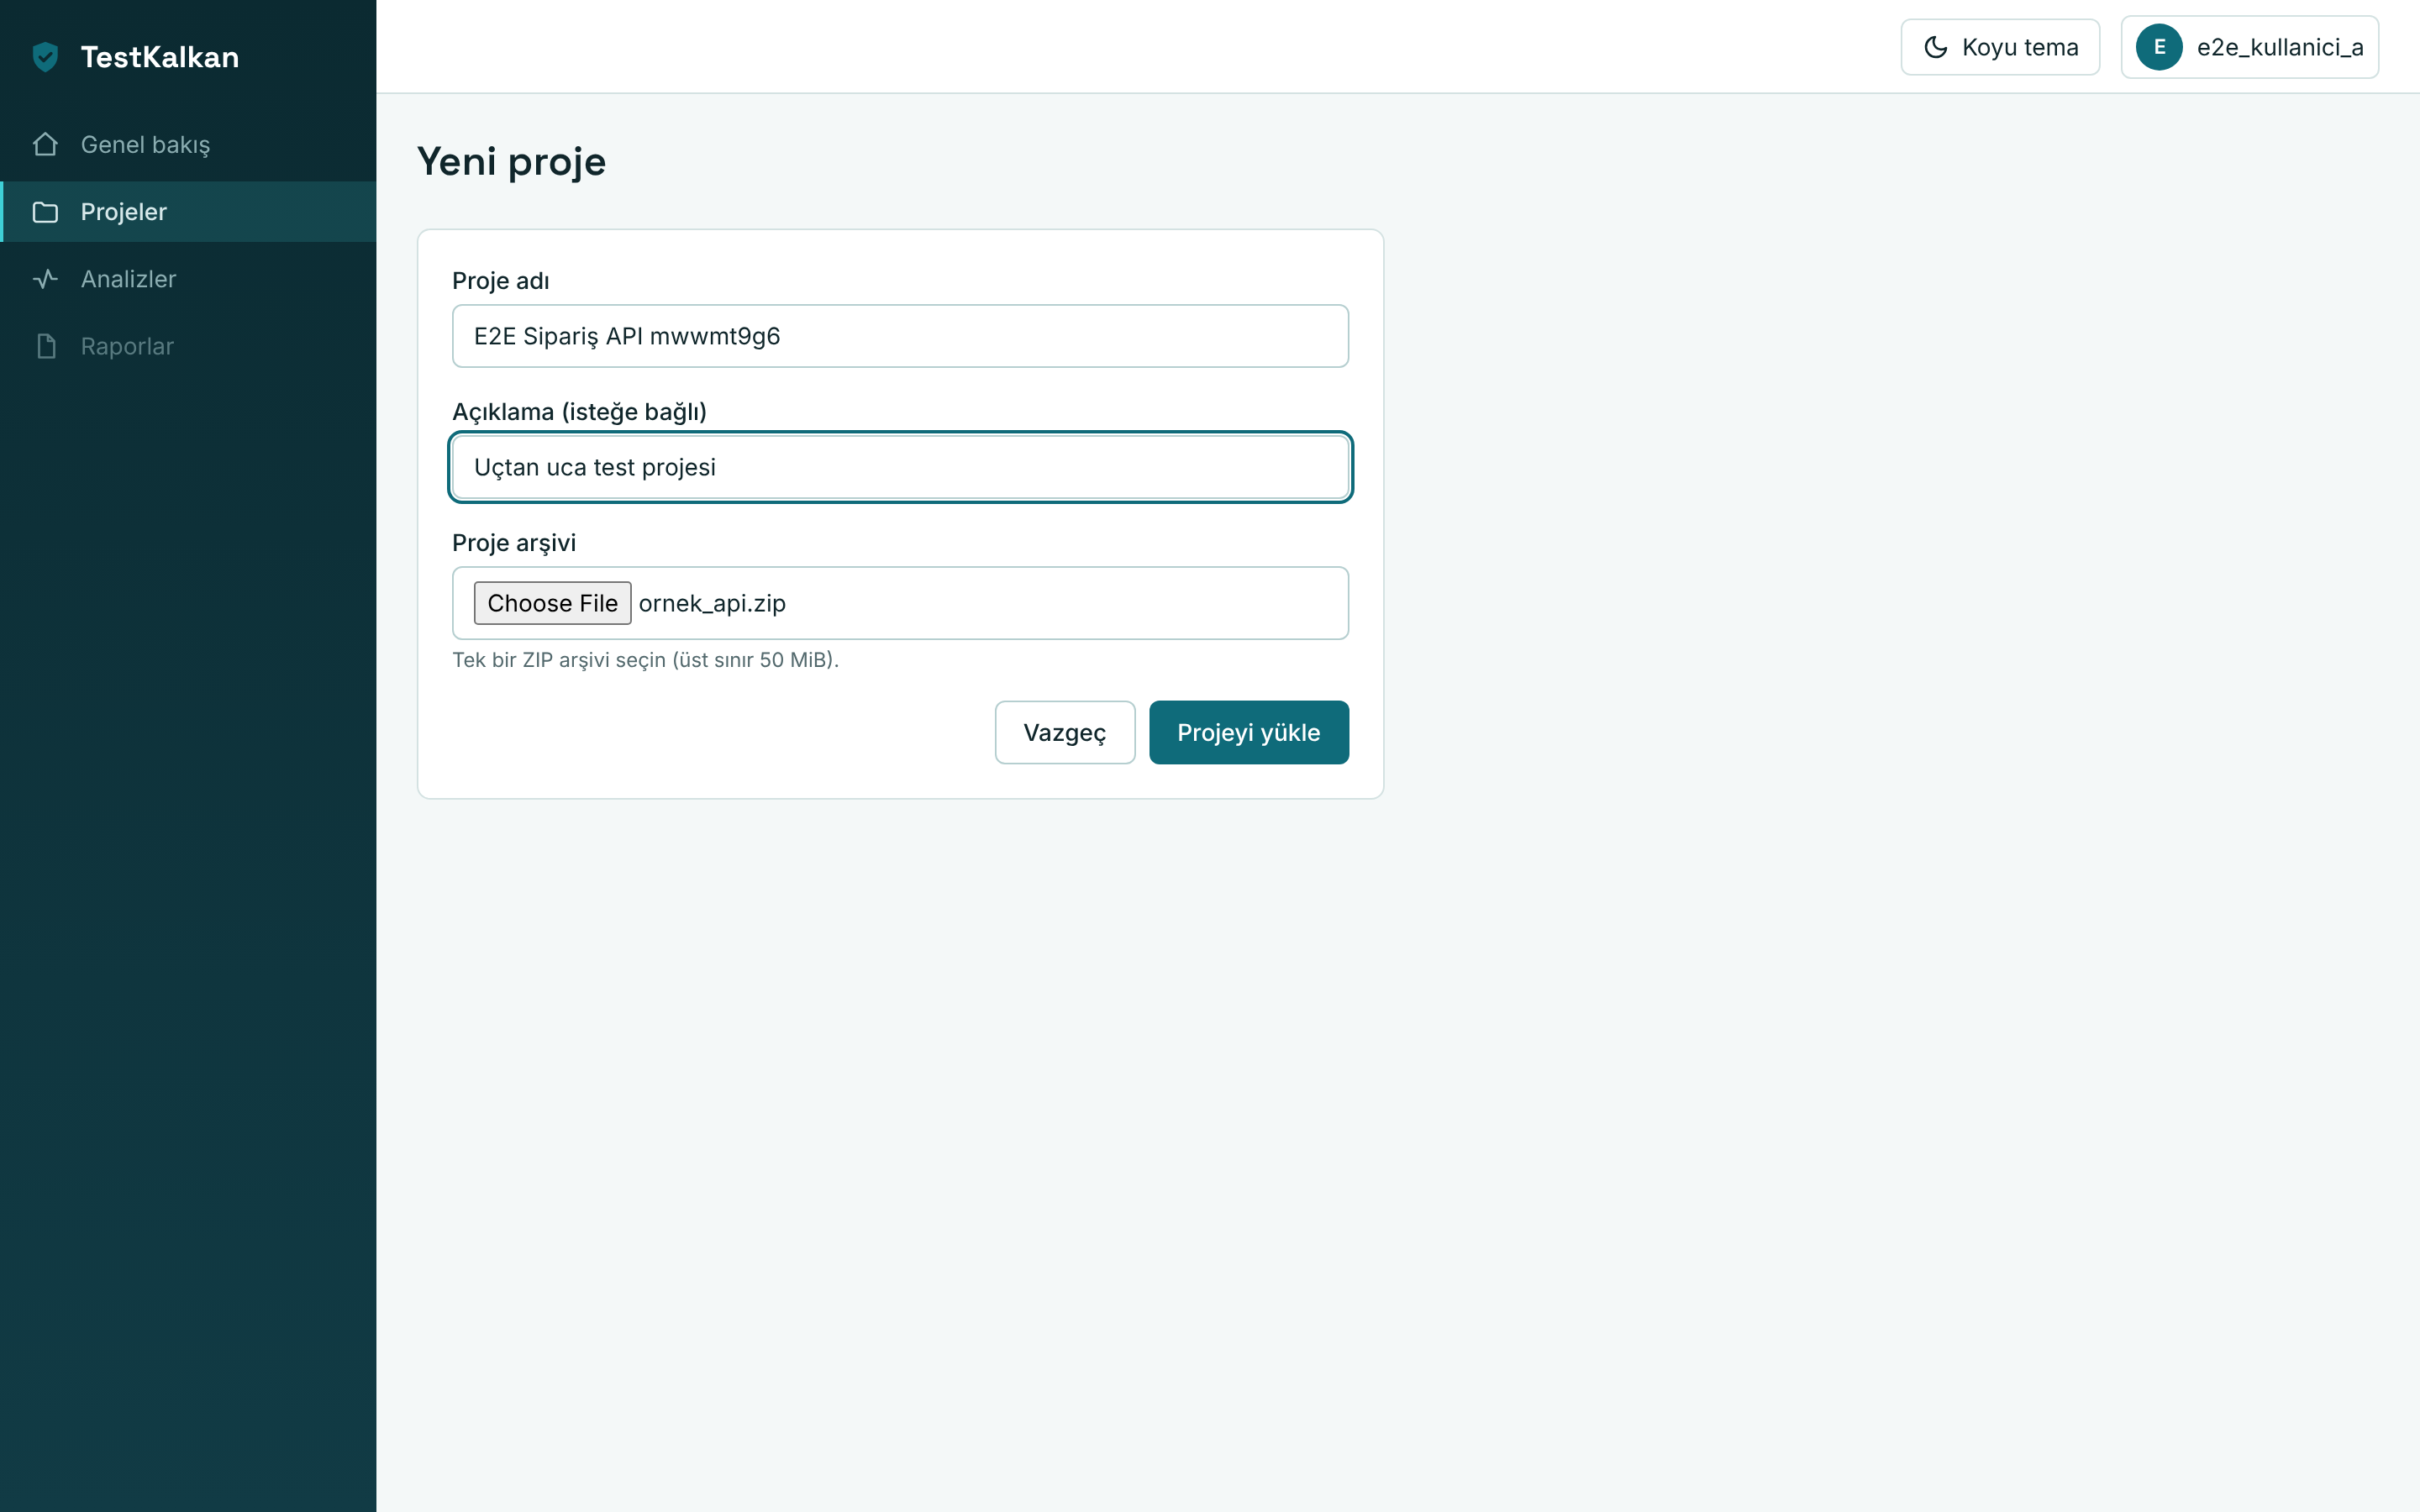 TestKalkan
Koyu tema
E
e2e_kullanici_a
Genel bakış
Projeler
Analizler
Raporlar
Yeni proje
Proje adı
E2E Sipariş API mwwmt9g6
Açıklama (isteğe bağlı)
Uçtan uca test projesi
Proje arşivi
Choose File ornek_api.zip
Tek bir ZIP arşivi seçin (üst sınır 50 MiB).
Vazgeç
Projeyi yükle